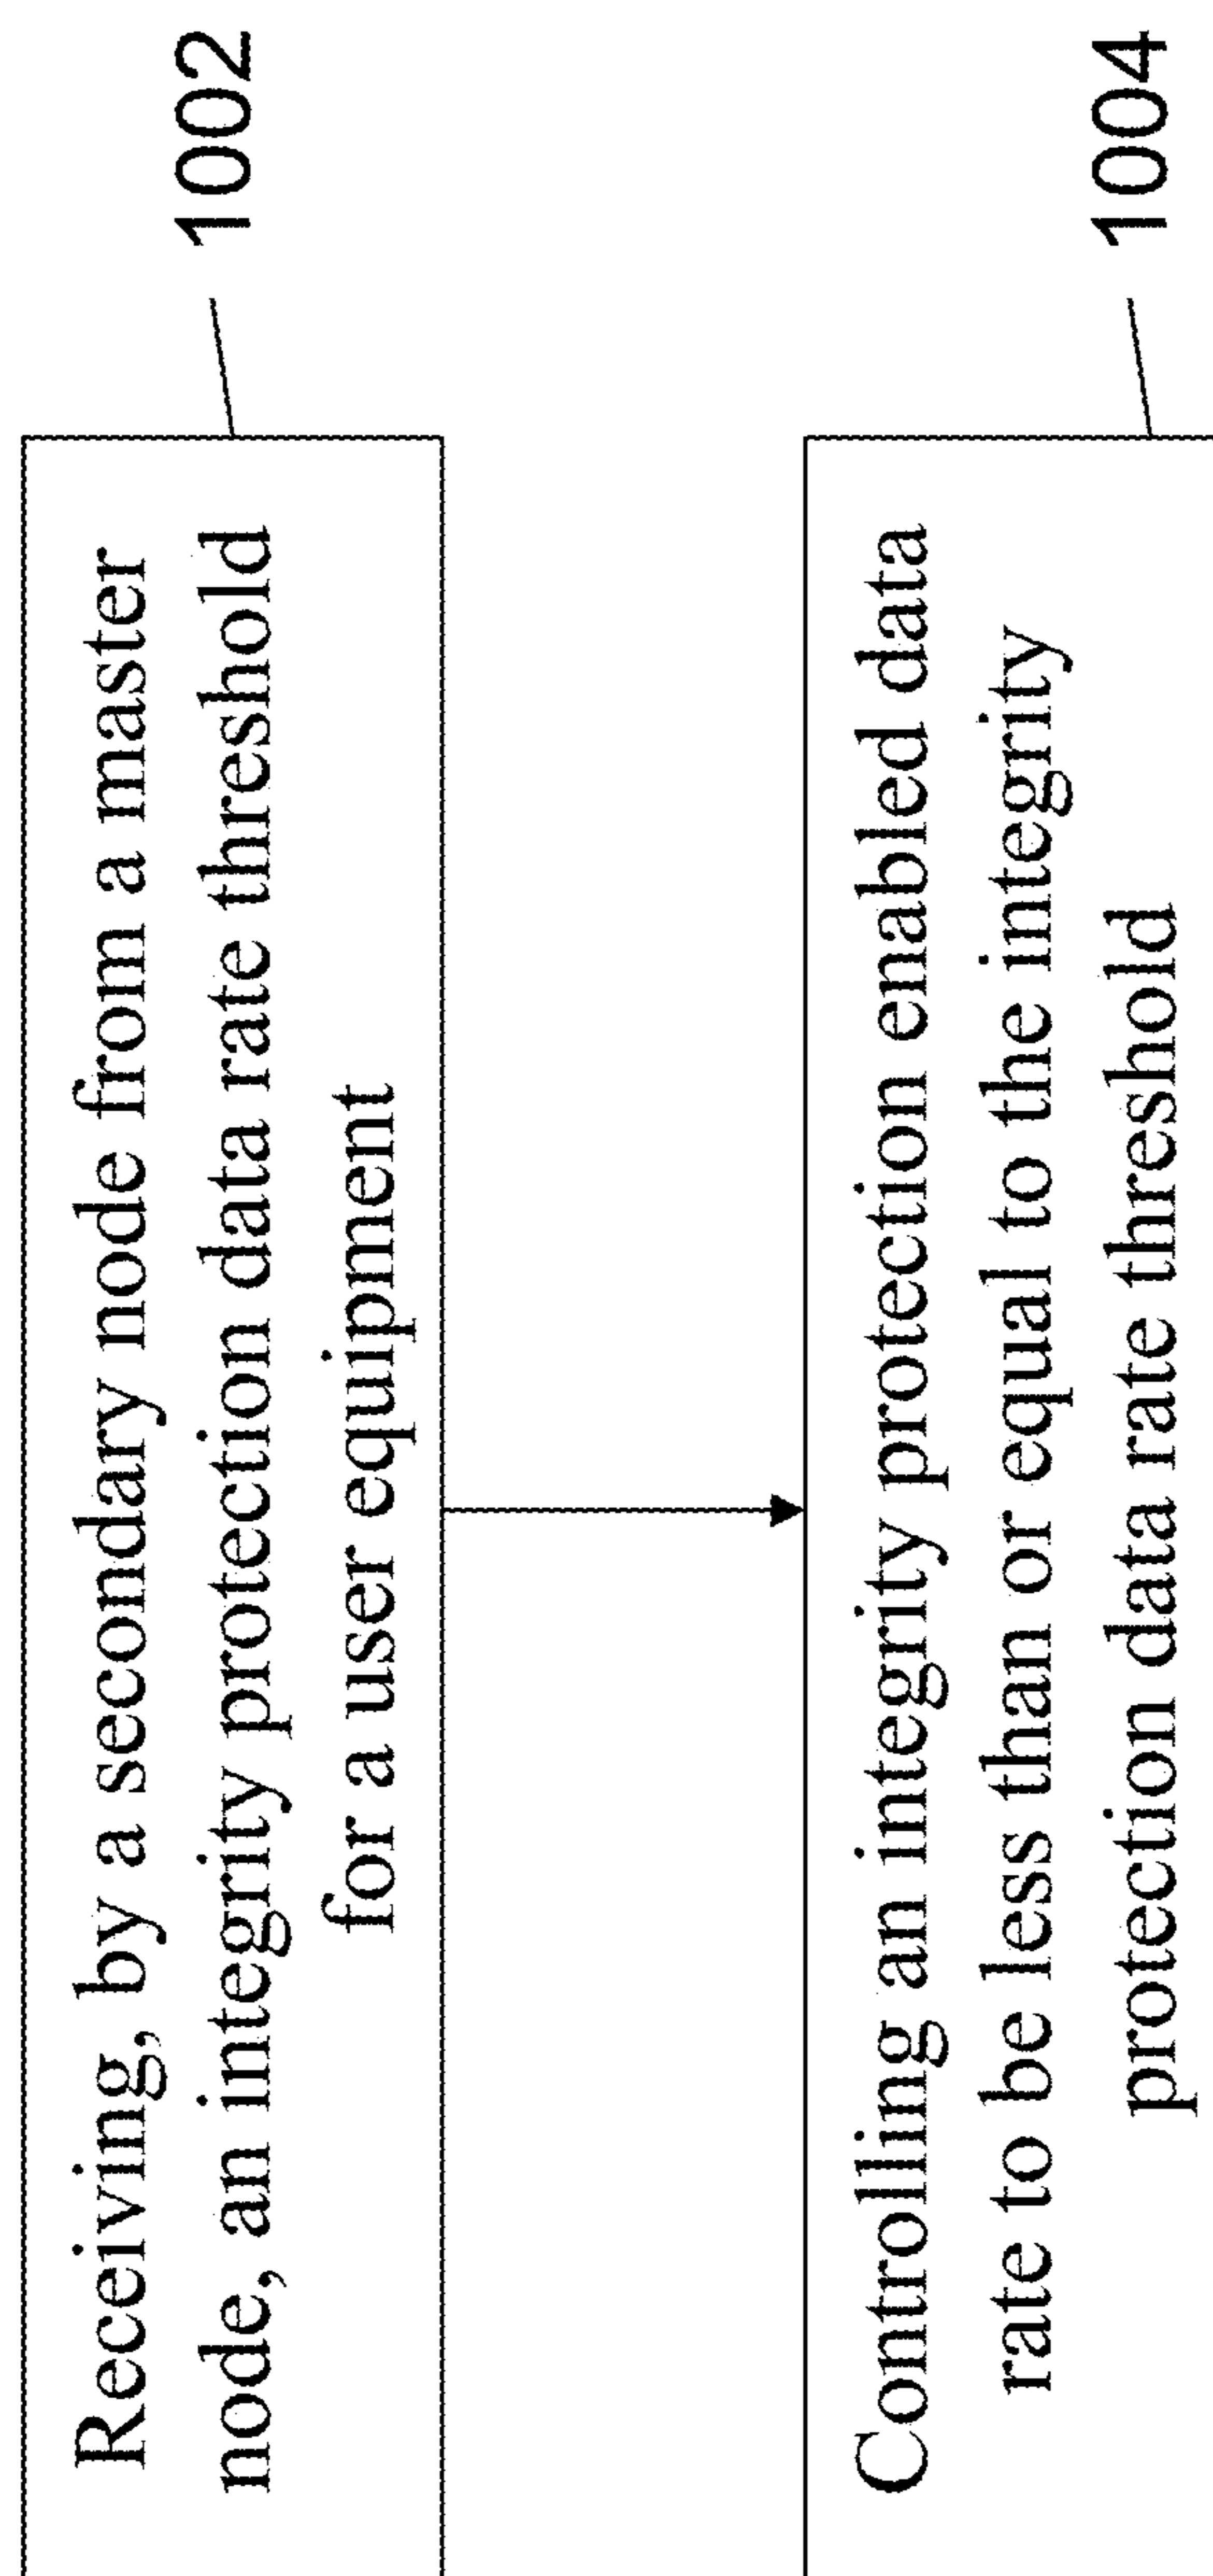 Receiving, by a secondary node from a master
node, an integrity protection data rate threshold
for a user equipment
1002
Controlling an integrity protection enabled data
rate to be less than or equal to the integrity
protection data rate threshold
1004